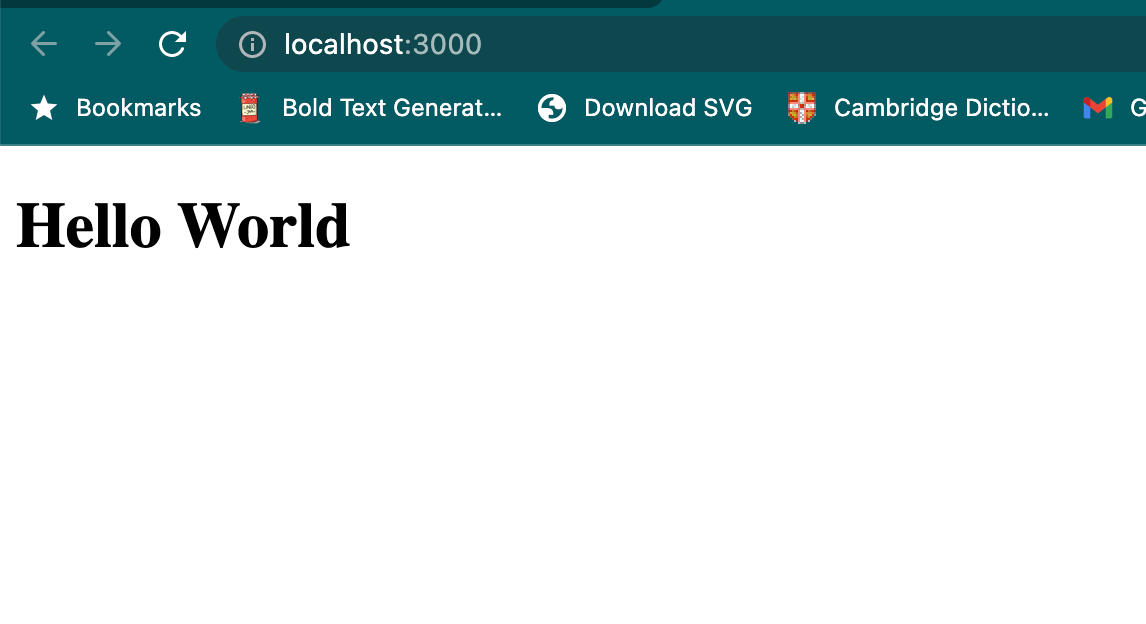 localhost:3000
Bookmarks Bold Text Generat... Download SVG Cambridge Dictio... G
Hello World